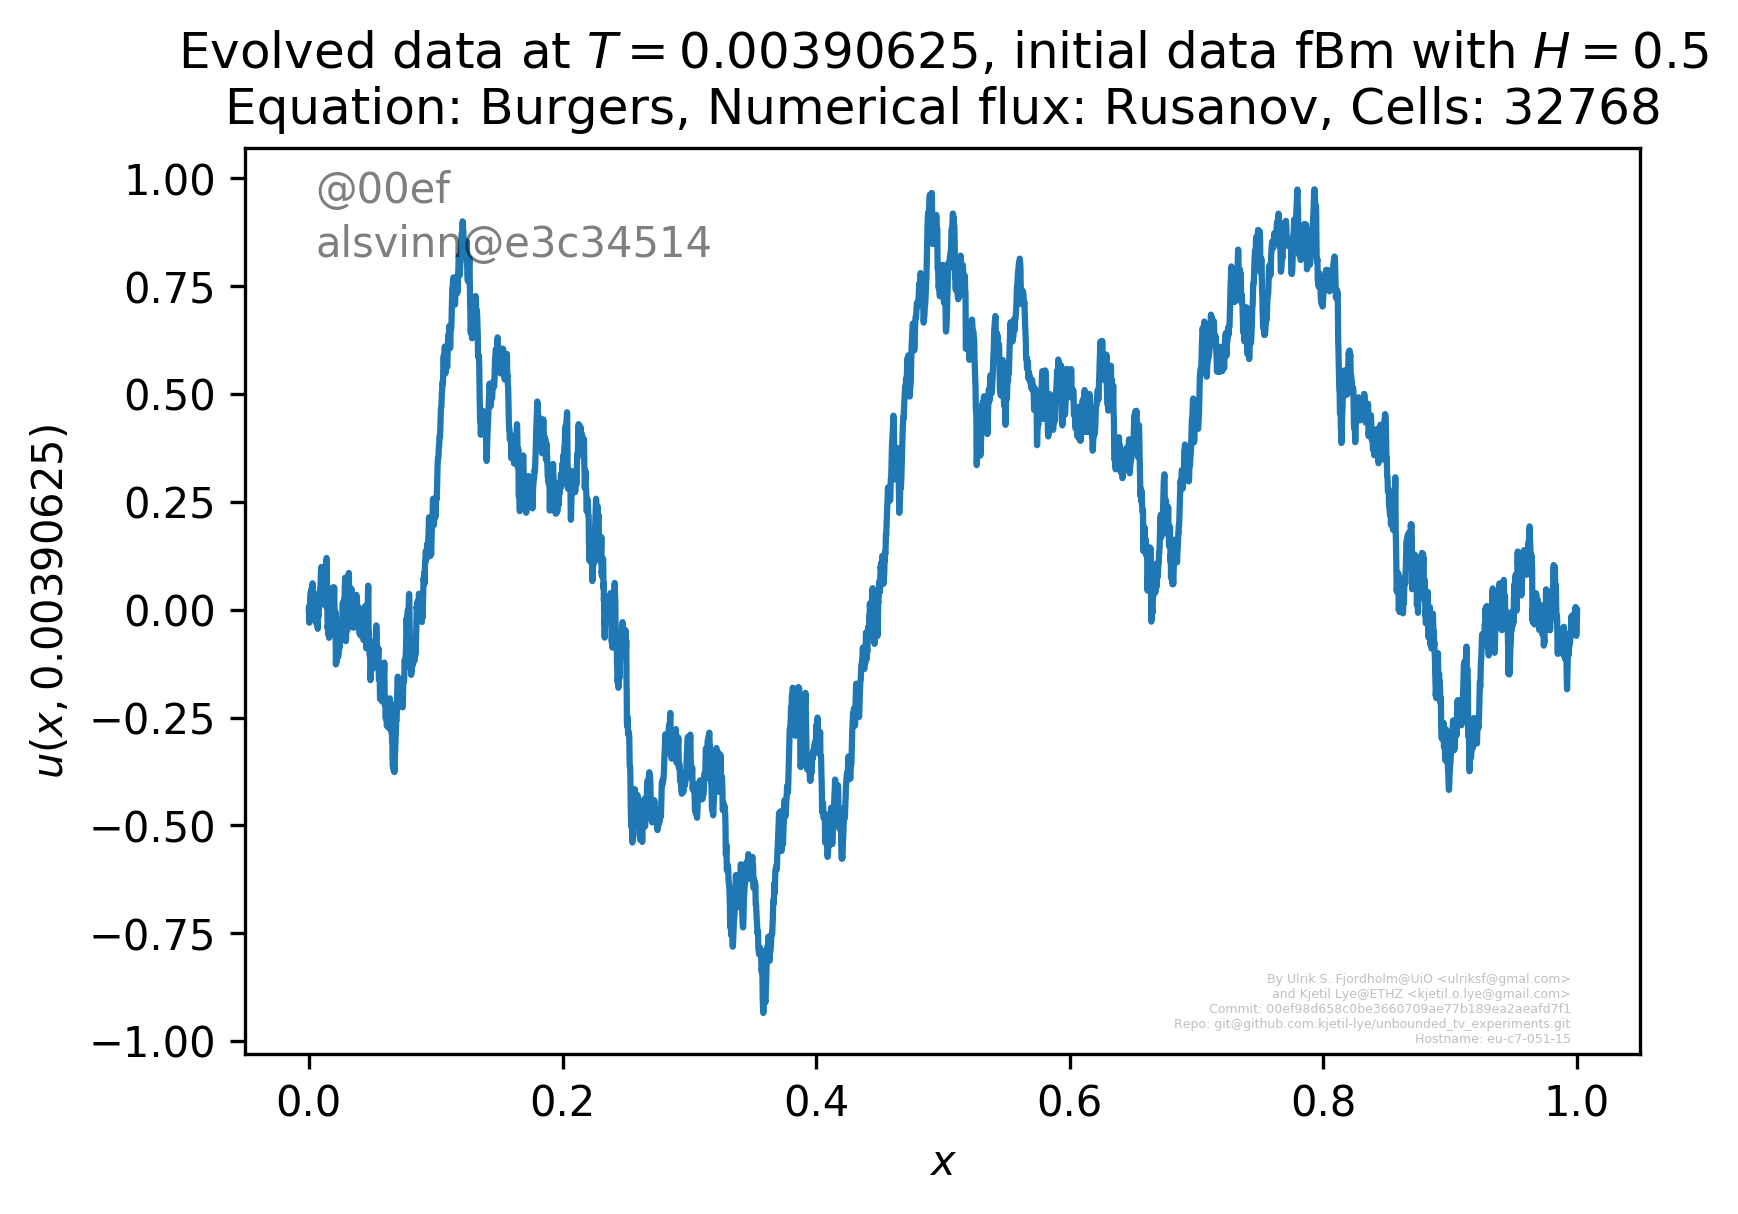 Evolved data at T = 0.00390625, initial data fBm with H = 0.5
Equation: Burgers, Numerical flux: Rusanov, Cells: 32768
@00ef
alsvinn@e3c34514
1.00
0.75
0.50
0.25
0.00
−0.25
−0.50
−0.75
−1.00
u(x, 0.00390625)
By Ulrik S. Fjordholm@UiO <ulriksf@gmal.com>
and Kjetil Lye@ETHZ <kjetil.o.lye@gmail.com>
Commit: 00ef98d658c0be3660709ae77b189ea2aeafd7f1
Repo: git@github.com:kjetil-lye/unbounded_tv_experiments.git
Hostname: eu-c7-051-15
0.0 0.2 0.4 0.6 0.8 1.0
x